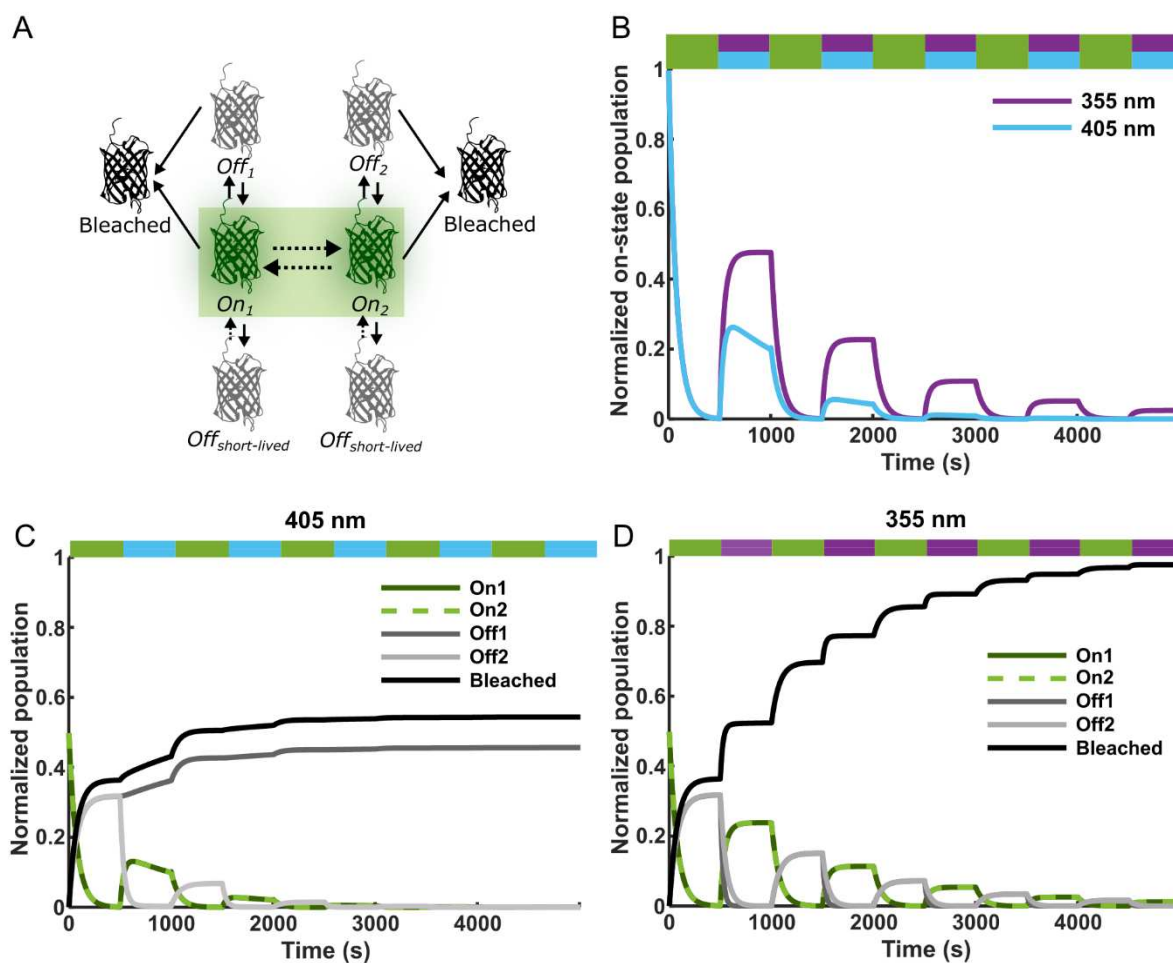 A
Off1
Off2
Bleached
Bleached
On1
On2
Offshort-lived
Offshort-lived
B
Normalized on-state population
1
0.8
0.6
0.4
0.2
0
355 nm
405 nm
0 1000 2000 3000 4000
Time (s)
C
405 nm
Normalized population
1
0.8
0.6
0.4
0.2
0
On1
On2
Off1
Off2
Bleached
0 1000 2000 3000 4000
Time (s)
D
355 nm
Normalized population
1
0.8
0.6
0.4
0.2
0
On1
On2
Off1
Off2
Bleached
0 1000 2000 3000 4000
Time (s)